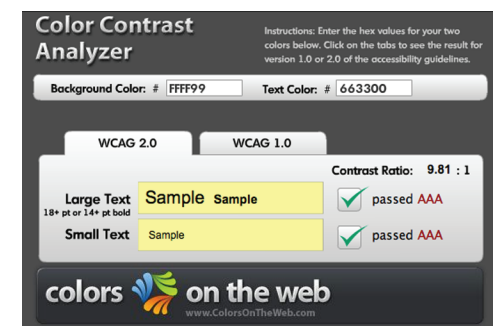 Color Contrast Analyzer
Instructions: Enter the hex values for your two
colors below. Click on the tabs to see the result for
version 1.0 or 2.0 of the accessibility guidelines.
Background Color: # FFFF99 Text Color: # 663300
WCAG 2.0 WCAG 1.0
Contrast Ratio: 9.81 : 1
Large Text
18+ pt or 14+ pt bold
Sample Sample
passed AAA
Small Text
Sample
passed AAA
colors on the web
www.ColorsOnTheWeb.com